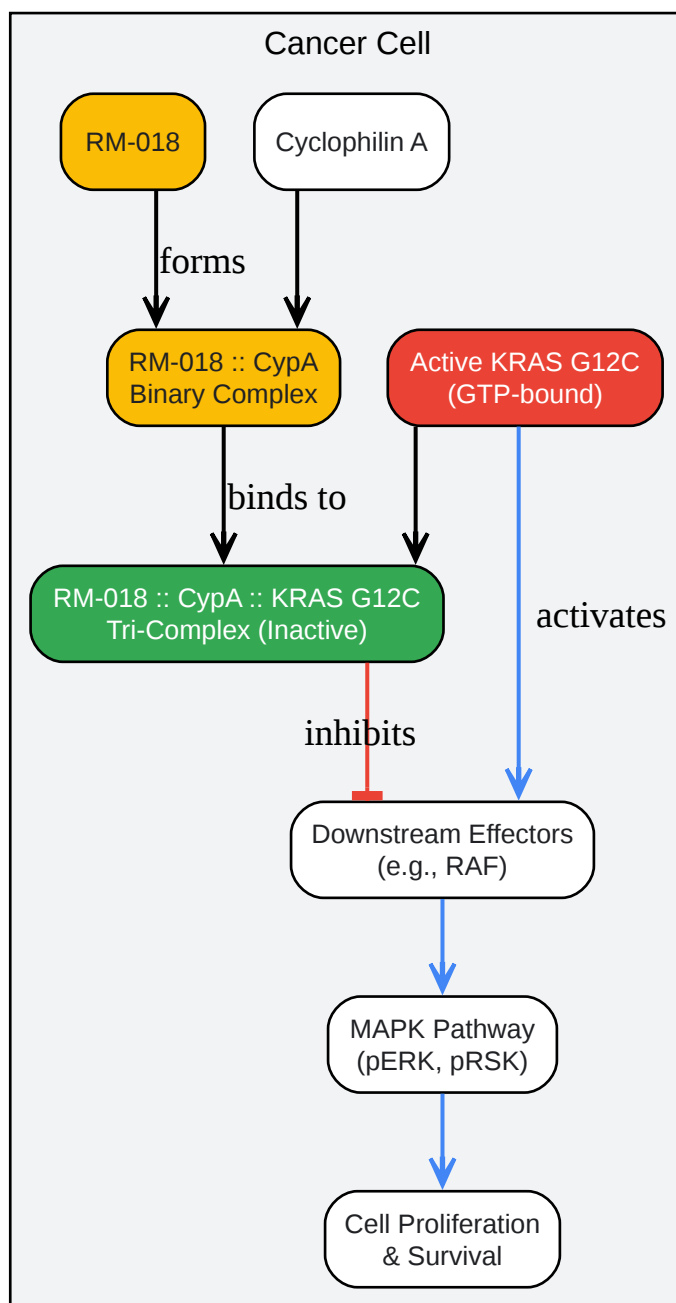 Cancer Cell
RM-018
Cyclophilin A
forms
RM-018 :: CypA
Binary Complex
Active KRAS G12C
(GTP-bound)
binds to
RM-018 :: CypA :: KRAS G12C
Tri-Complex (Inactive)
activates
inhibits
Downstream Effectors
(e.g., RAF)
MAPK Pathway
(pERK, pRSK)
Cell Proliferation
& Survival